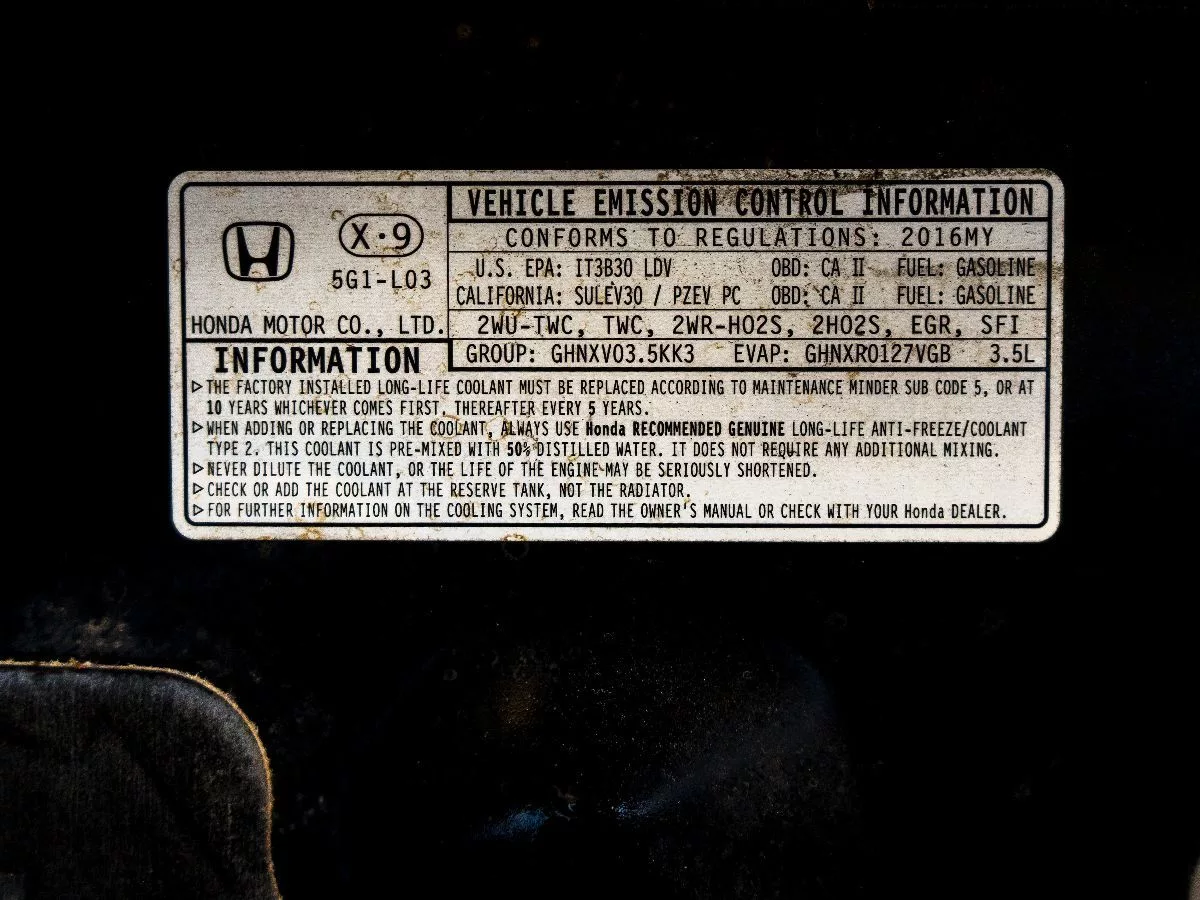 X·9
5G1-L03
HONDA MOTOR CO., LTD.
VEHICLE EMISSION CONTROL INFORMATION
CONFORMS TO REGULATIONS: 2016MY
U.S. EPA: IT3B30 LDV OBD: CA II FUEL: GASOLINE
CALIFORNIA: SULEV30 / PZEV PC OBD: CA II FUEL: GASOLINE
2WU-TWC, TWC, 2WR-HO2S, 2HO2S, EGR, SFI
GROUP: GHNXV03.5KK3 EVAP: GHNXR0127VGB 3.5L
INFORMATION
▷THE FACTORY INSTALLED LONG-LIFE COOLANT MUST BE REPLACED ACCORDING TO MAINTENANCE MINDER SUB CODE 5, OR AT
10 YEARS WHICHEVER COMES FIRST, THEREAFTER EVERY 5 YEARS.
▷WHEN ADDING OR REPLACING THE COOLANT, ALWAYS USE Honda RECOMMENDED GENUINE LONG-LIFE ANTI-FREEZE/COOLANT
TYPE 2. THIS COOLANT IS PRE-MIXED WITH 50% DISTILLED WATER. IT DOES NOT REQUIRE ANY ADDITIONAL MIXING.
▷NEVER DILUTE THE COOLANT, OR THE LIFE OF THE ENGINE MAY BE SERIOUSLY SHORTENED.
▷CHECK OR ADD THE COOLANT AT THE RESERVE TANK, NOT THE RADIATOR.
▷FOR FURTHER INFORMATION ON THE COOLING SYSTEM, READ THE OWNER'S MANUAL OR CHECK WITH YOUR Honda DEALER.